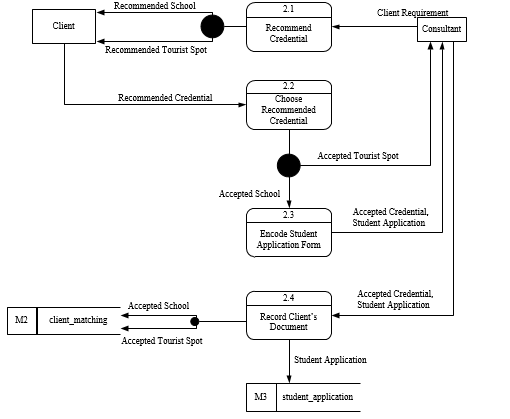 Recommended School
2.1
Client Requirement
Client
Recommend
Credential
Consultant
Recommended Tourist Spot
2.2
Recommended Credential
Choose
Recommended
Credential
Accepted Tourist Spot
Accepted School
2.3
Accepted Credential,
Student Application
Encode Student
Application Form
2.4
Accepted Credential,
Student Application
Accepted School
M2
client_matching
Record Client's
Document
Accepted Tourist Spot
Student Application
M3
student_application